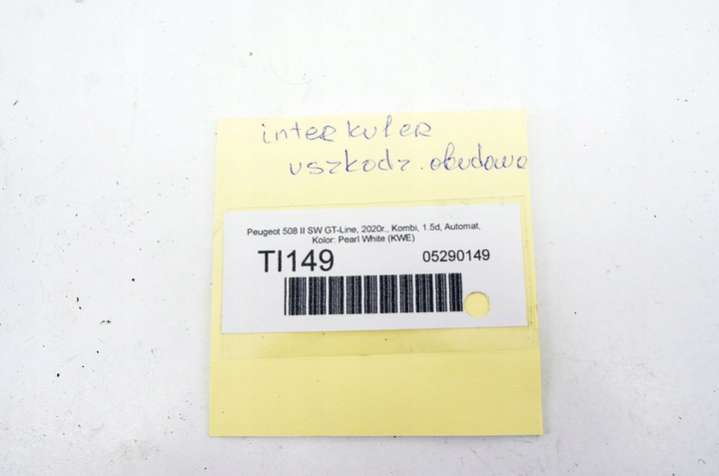 interkuler
uszkodz. obudowa
Peugeot 508 II SW GT-Line, 2020r., Kombi, 1.5d, Automat,
Kolor: Pearl White (KWE)
TI149
05290149